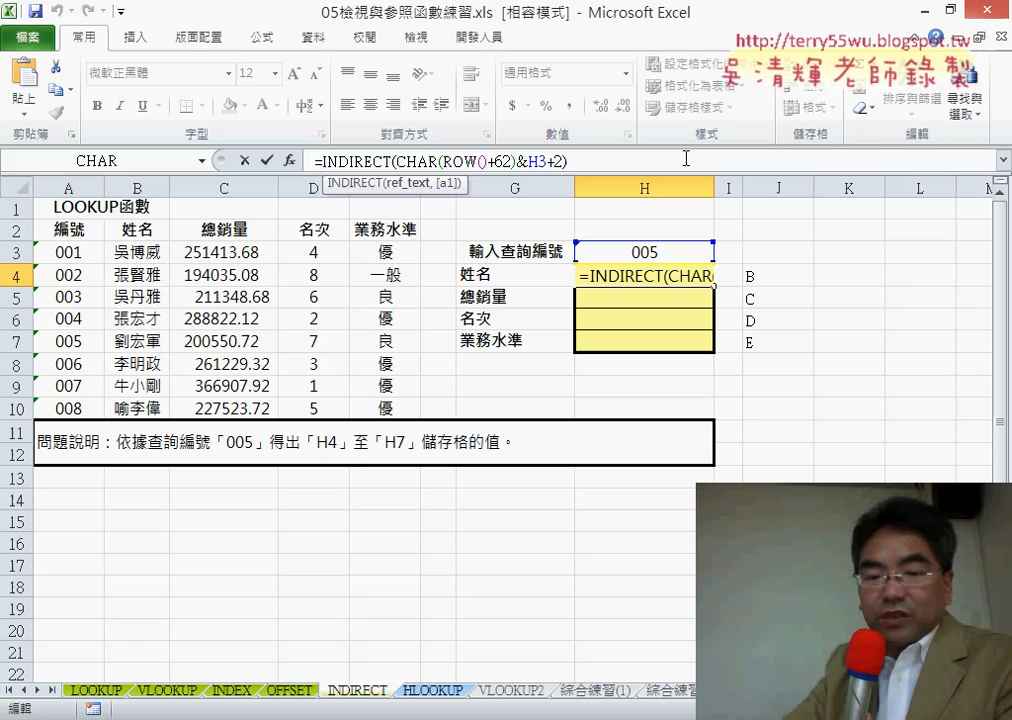 05檢視與參照函數練習.xls [相容模式] - Microsoft Excel
檔案 常用 插入 版面配置 公式 資料 校閱 檢視 開發人員
http://terry55wu.blogspot.tw
吳清輝老師錄製
貼上
微軟正黑體 12
通用格式
設定格式化
格式化為表
儲存格樣式
格式
排序與篩選 尋找與
選取
剪貼簿 字型 對齊方式 數值 樣式 儲存格 編輯
CHAR =INDIRECT(CHAR(ROW()+62)&H3+2)
INDIRECT(ref_text, [a1])
A B C D G H I J K L
1 LOOKUP函數
2 編號 姓名 總銷量 名次 業務水準
3 001 吳博威 251413.68 4 優 輸入查詢編號 005
4 002 張賢雅 194035.08 8 一般 姓名 =INDIRECT(CHAR( B
5 003 吳丹雅 211348.68 6 良 總銷量 C
6 004 張宏才 288822.12 2 優 名次 D
7 005 劉宏軍 200550.72 7 良 業務水準 E
8 006 李明政 261229.32 3 優
9 007 牛小剛 366907.92 1 優
10 008 喻李偉 227523.72 5 優
11 問題說明：依據查詢編號「005」得出「H4」至「H7」儲存格的值。
12
13
14
15
16
17
18
19
20
21
22
LOOKUP VLOOKUP INDEX OFFSET INDIRECT HLOOKUP VLOOKUP2 綜合練習(1) 綜合練習
編輯